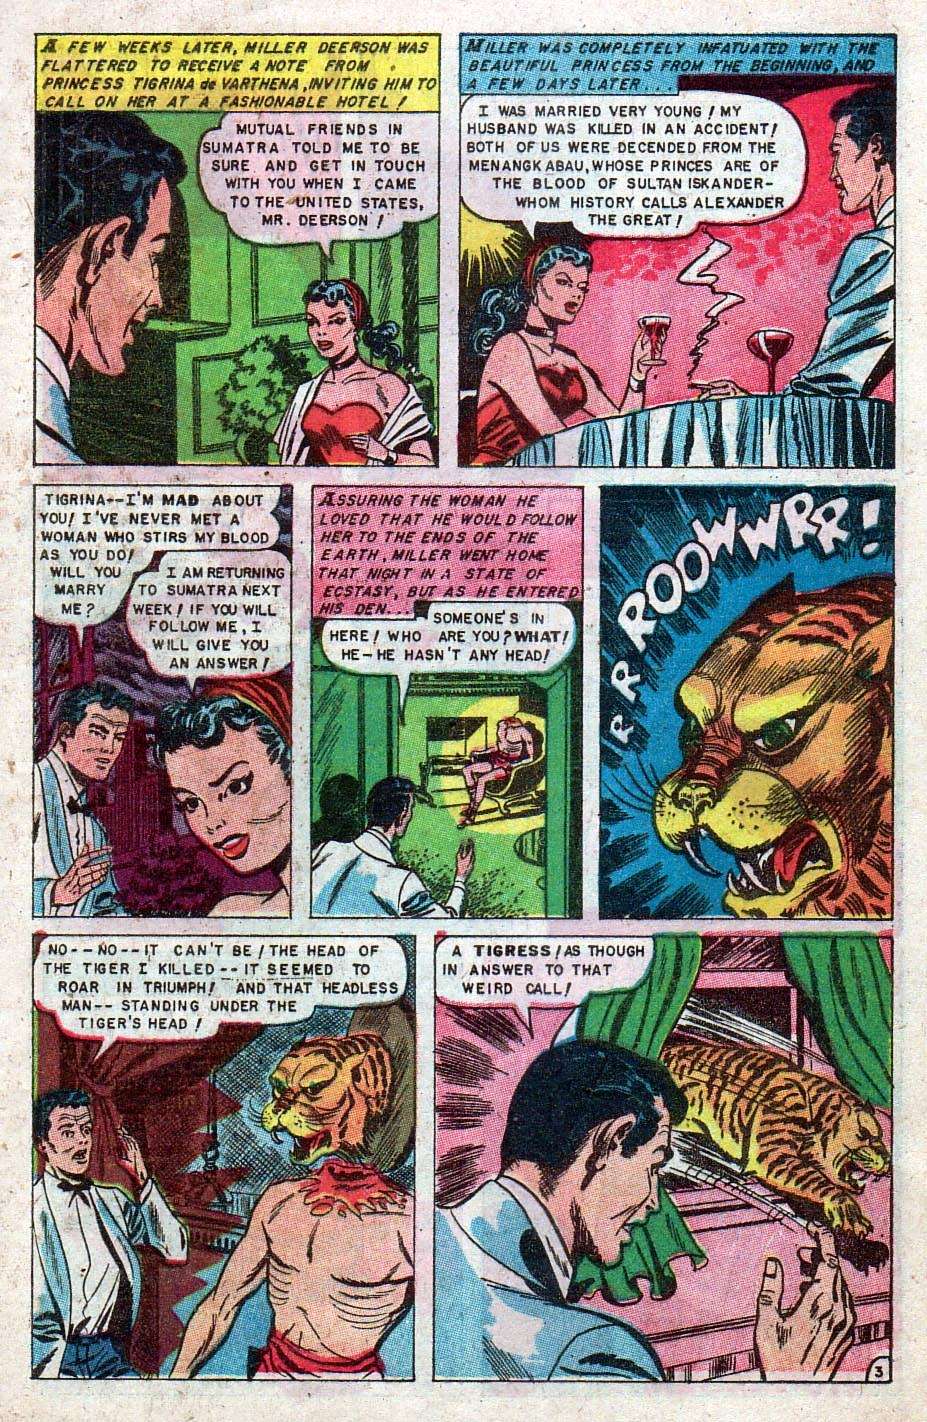 A FEW WEEKS LATER, MILLER DEERSON WAS
FLATTERED TO RECEIVE A NOTE FROM
PRINCESS TIGRINA de VARTHENA, INVITING HIM TO
CALL ON HER AT A FASHIONABLE HOTEL!
MUTUAL FRIENDS IN
SUMATRA TOLD ME TO BE
SURE AND GET IN TOUCH
WITH YOU WHEN I CAME
TO THE UNITED STATES,
MR. DEERSON!
MILLER WAS COMPLETELY INFATUATED WITH THE
BEAUTIFUL PRINCESS FROM THE BEGINNING, AND
A FEW DAYS LATER....
I WAS MARRIED VERY YOUNG! MY
HUSBAND WAS KILLED IN AN ACCIDENT!
BOTH OF US WERE DECENDED FROM THE
MENANGKABAU, WHOSE PRINCES ARE OF
THE BLOOD OF SULTAN ISKANDER-
WHOM HISTORY CALLS ALEXANDER
THE GREAT!
TIGRINA--I'M MAD ABOUT
YOU! I'VE NEVER MET A
WOMAN WHO STIRS MY BLOOD
AS YOU DO!
WILL YOU
MARRY
ME?
I AM RETURNING
TO SUMATRA NEXT
WEEK! IF YOU WILL
FOLLOW ME, I
WILL GIVE YOU
AN ANSWER!
ASSURING THE WOMAN HE
LOVED THAT HE WOULD FOLLOW
HER TO THE ENDS OF THE
EARTH, MILLER WENT HOME
THAT NIGHT IN A STATE OF
ECSTASY, BUT AS HE ENTERED
HIS DEN...
SOMEONE'S IN
HERE! WHO ARE YOU? WHAT!
HE-HE HASN'T ANY HEAD!
R-R-ROOWWRR!
NO--NO--IT CAN'T BE! THE HEAD OF
THE TIGER I KILLED--IT SEEMED TO
ROAR IN TRIUMPH! AND THAT HEADLESS
MAN--STANDING UNDER THE
TIGER'S HEAD!
A TIGRESS! AS THOUGH
IN ANSWER TO THAT
WEIRD CALL!
3